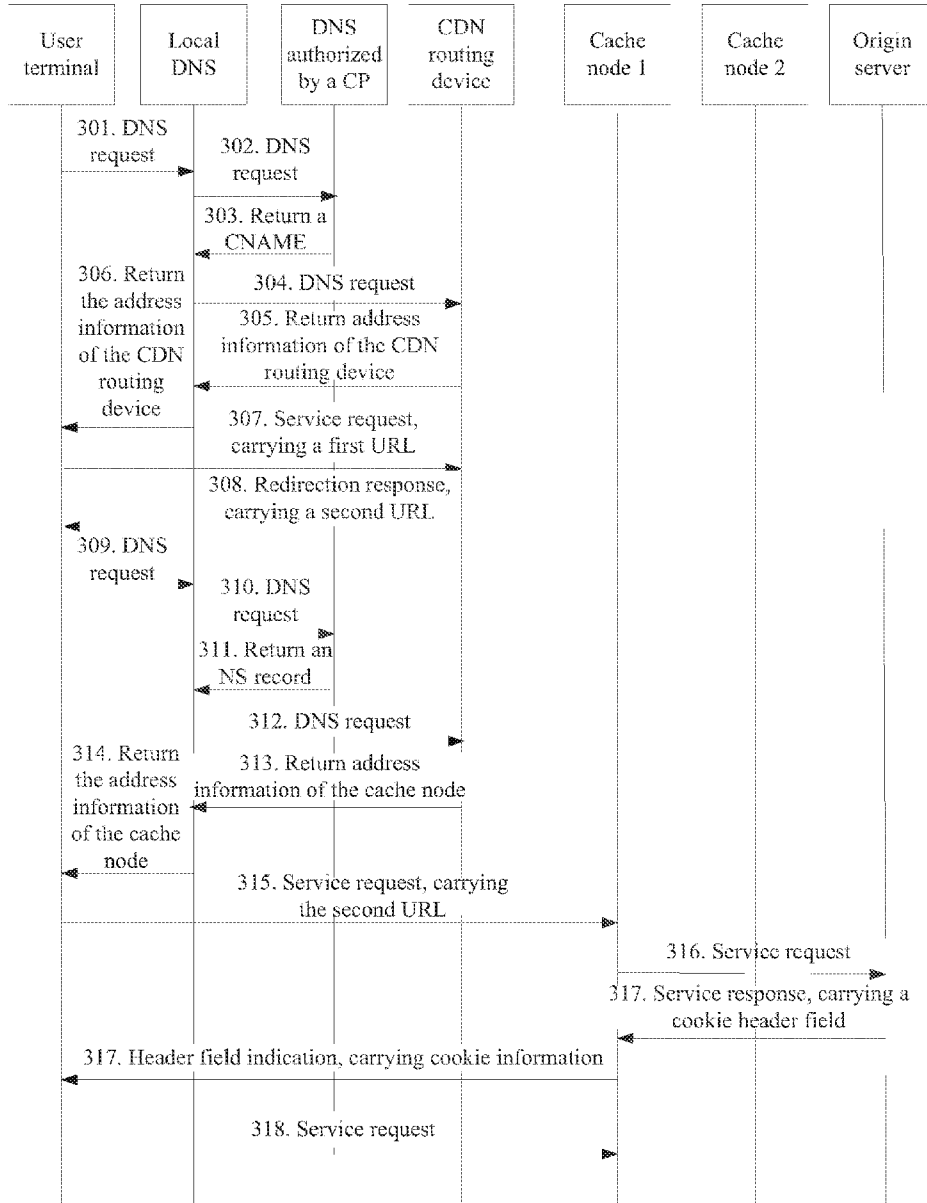 User
terminal
Local
DNS
DNS
authorized
by a CP
CDN
routing
device
Cache
node 1
Cache
node 2
Origin
server
301. DNS
request
302. DNS
request
303. Return a
CNAME
304. DNS request
305. Return address
information of the CDN
routing device
306. Return
the address
information
of the CDN
routing
device
307. Service request,
carrying a first URL
308. Redirection response,
carrying a second URL
309. DNS
request
310. DNS
request
311. Return an
NS record
312. DNS request
313. Return address
information of the cache node
314. Return
the address
information
of the cache
node
315. Service request, carrying
the second URL
316. Service request
317. Service response, carrying a
cookie header field
317. Header field indication, carrying cookie information
318. Service request